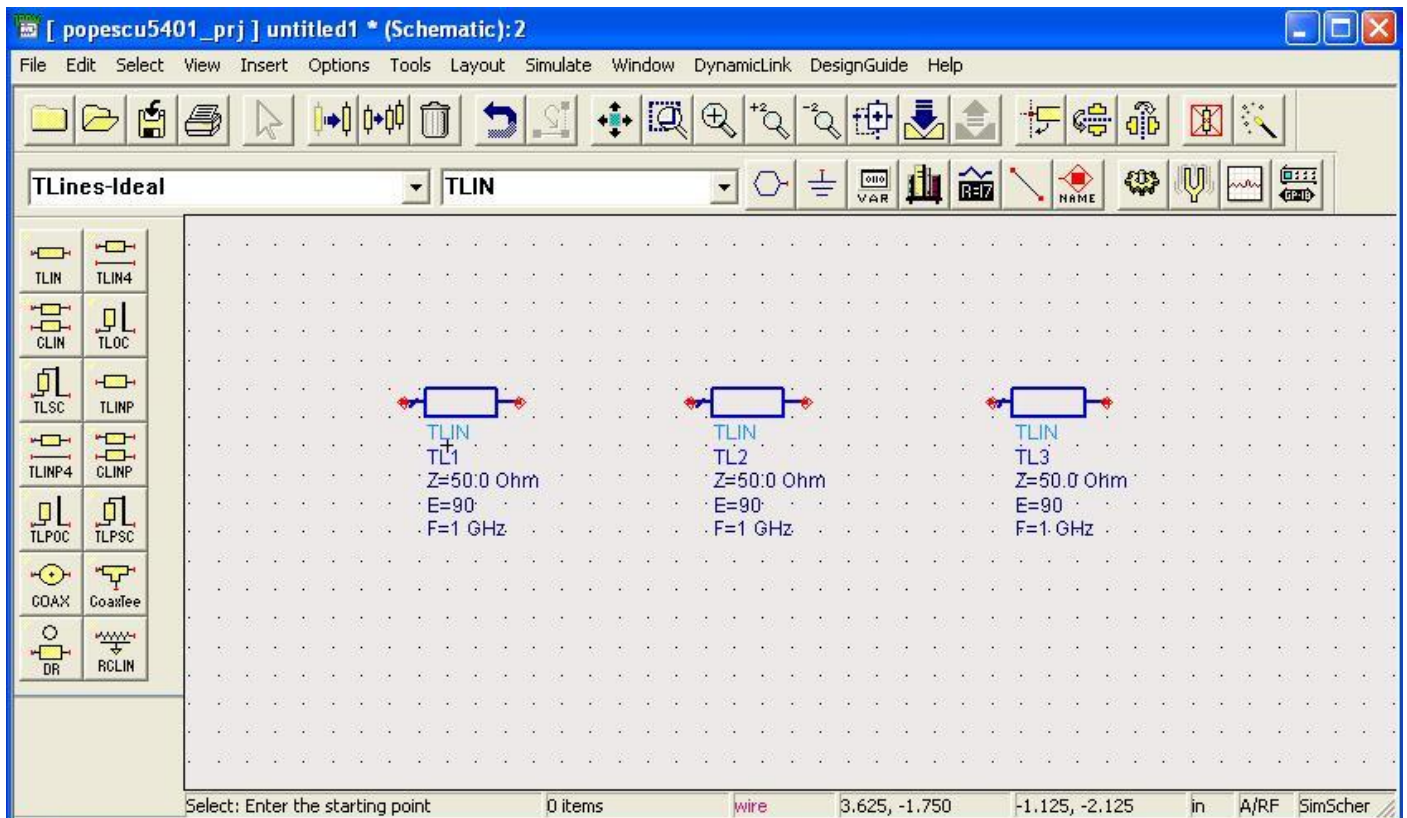 [ popescu5401_prj ] untitled1 * (Schematic):2
File Edit Select View Insert Options Tools Layout Simulate Window DynamicLink DesignGuide Help
+2 -2
TLines-Ideal TLIN VAR NAME GP-IB
TLIN TLIN4
CLIN TLOC
TLSC TLINP
TLINP4 CLINP
TLPOC TLPSC
COAX CoaxTee
DR RCLIN
TLIN TLIN TLIN
TL1 TL2 TL3
Z=50.0 Ohm Z=50.0 Ohm Z=50.0 Ohm
E=90 E=90 E=90
F=1 GHz F=1 GHz F=1 GHz
Select: Enter the starting point 0 items wire 3.625, -1.750 -1.125, -2.125 in A/RF SimScher